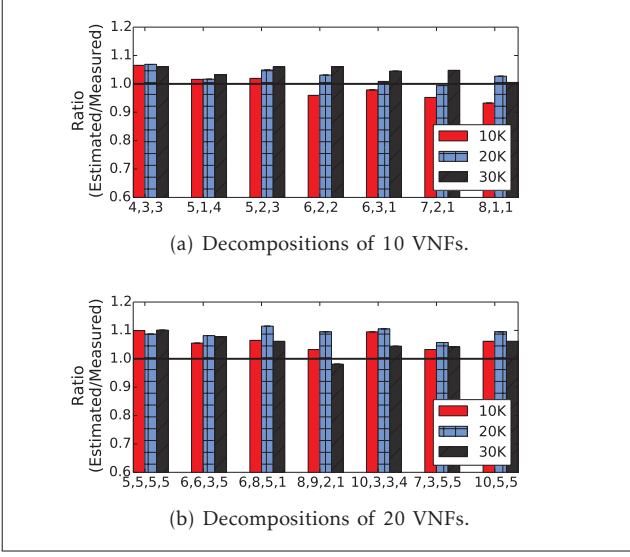 1.2
1.1
1.0
0.9
0.8
0.7
0.6
Ratio
(Estimated/Measured)
10K
20K
30K
4,3,3 5,1,4 5,2,3 6,2,2 6,3,1 7,2,1 8,1,1
(a) Decompositions of 10 VNFs.
1.2
1.1
1.0
0.9
0.8
0.7
0.6
Ratio
(Estimated/Measured)
10K
20K
30K
5,5,5,5 6,6,3,5 6,8,5,1 8,9,2,1 10,3,3,4 7,3,5,5 10,5,5
(b) Decompositions of 20 VNFs.